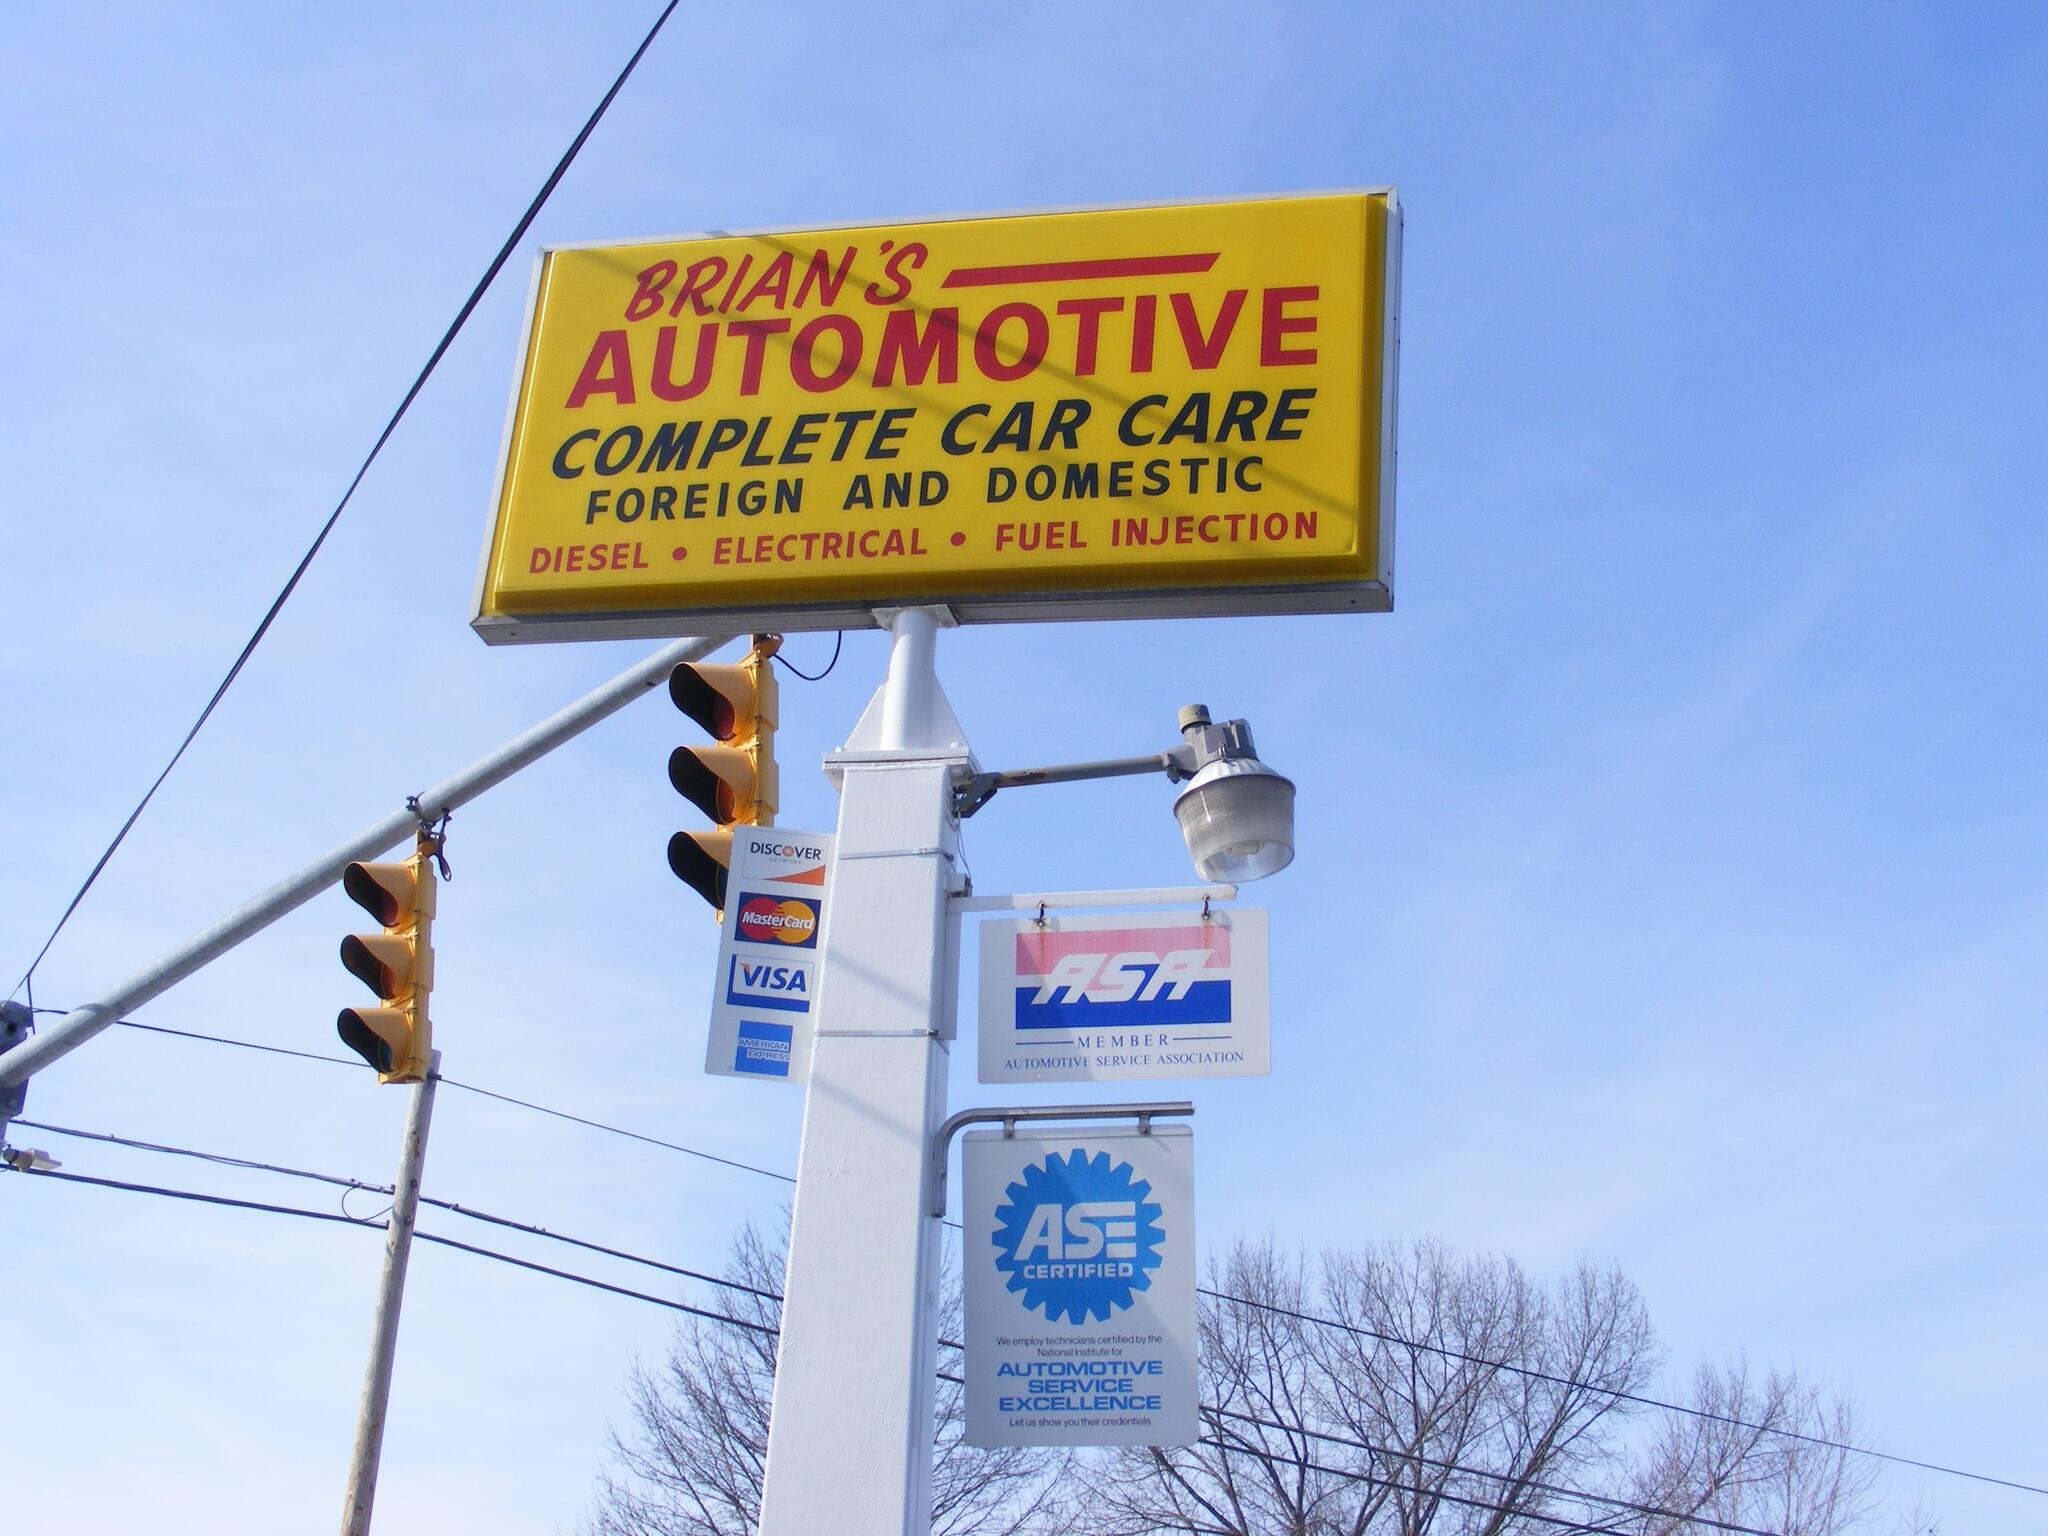 BRIAN'S
AUTOMOTIVE
COMPLETE CAR CARE
FOREIGN AND DOMESTIC
DIESEL • ELECTRICAL • FUEL INJECTION
DISCOVER
NETWORK
MasterCard
VISA
AMERICAN
EXPRESS
ASA
MEMBER
AUTOMOTIVE SERVICE ASSOCIATION
ASE
CERTIFIED
We employ technicians certified by the
National Institute for
AUTOMOTIVE
SERVICE
EXCELLENCE
Let us show you their credentials